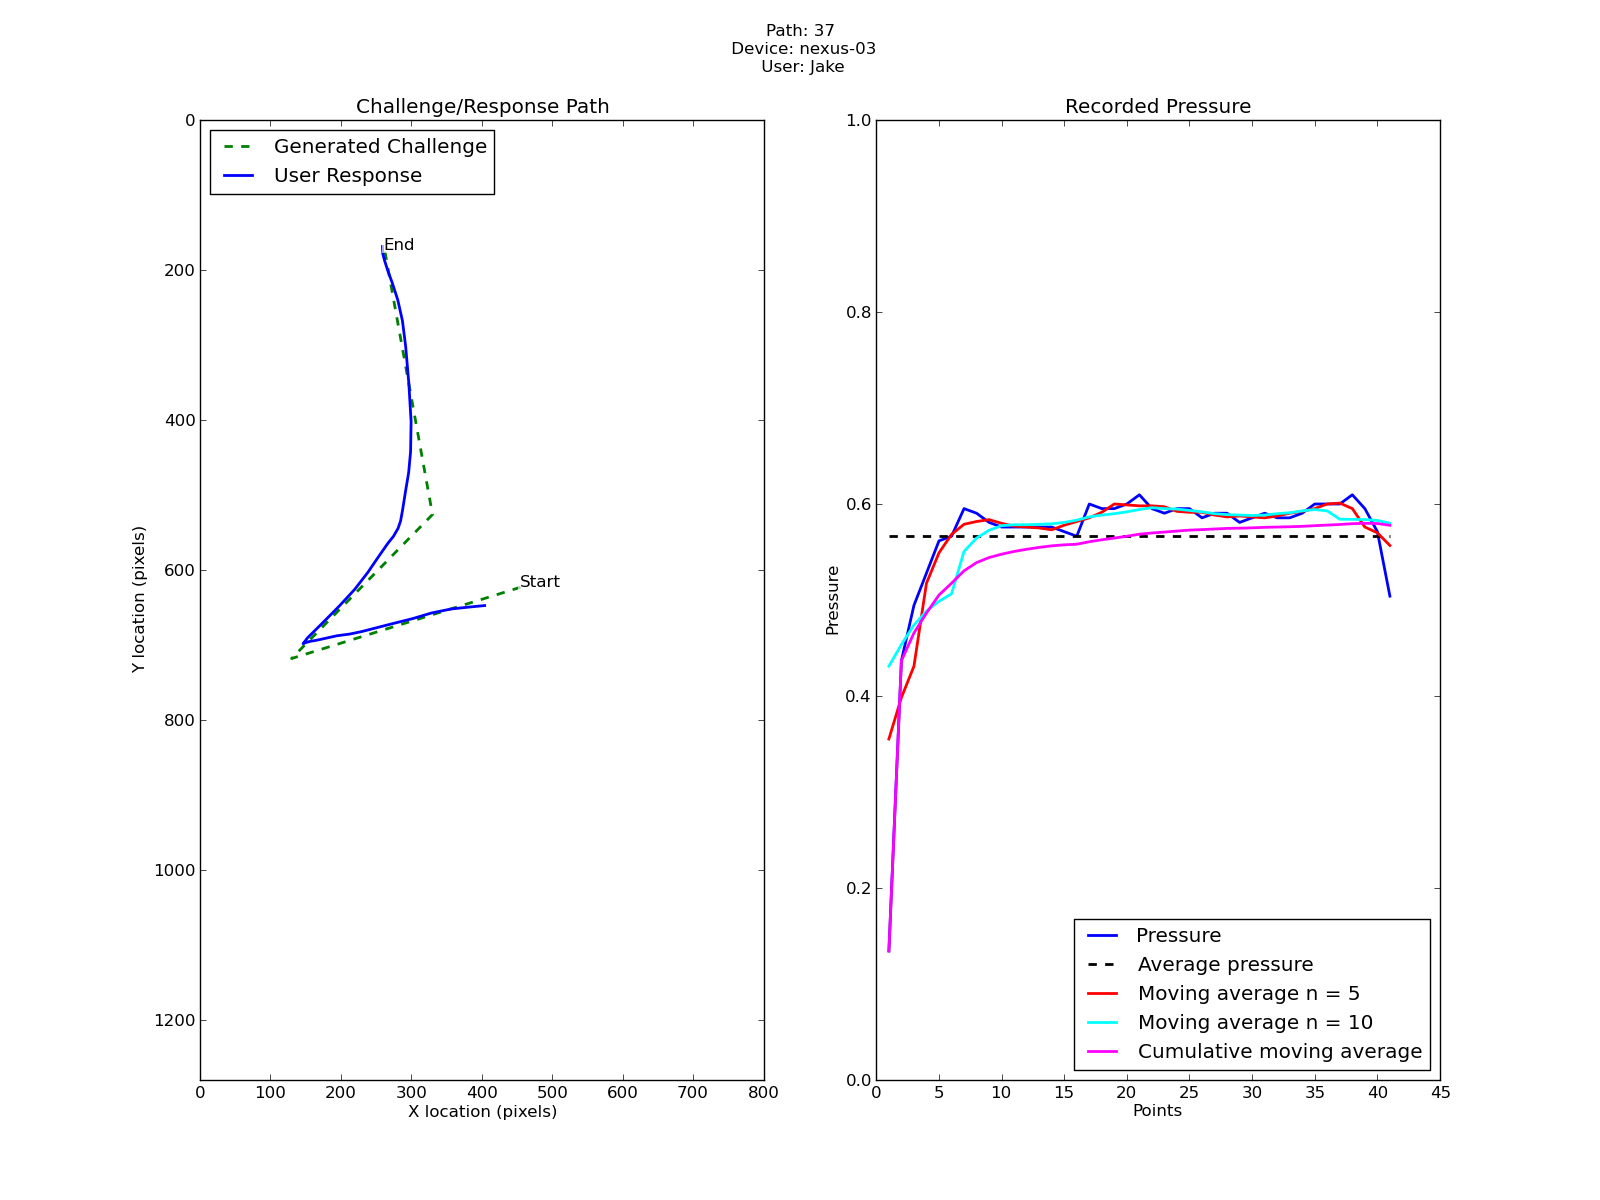 Path: 37
Device: nexus-03
User: Jake
Challenge/Response Path
Generated Challenge
User Response
End
Start
0
200
400
600
800
1000
1200
Y location (pixels)
0 100 200 300 400 500 600 700 800
X location (pixels)
Recorded Pressure
1.0
0.8
0.6
0.4
0.2
0.0
Pressure
Pressure
Average pressure
Moving average n = 5
Moving average n = 10
Cumulative moving average
0 5 10 15 20 25 30 35 40 45
Points